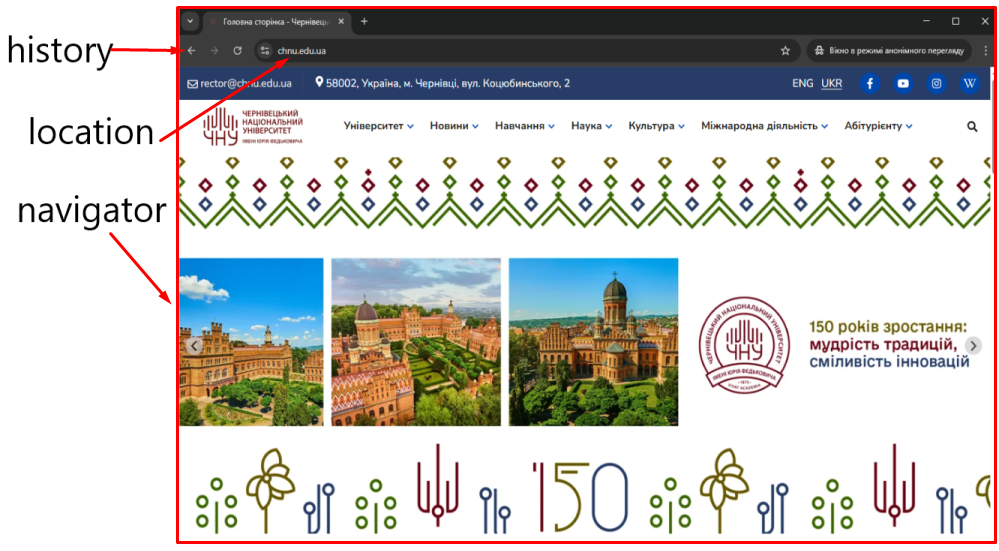 history
location
navigator
Головна сторінка - Чернівець
chnu.edu.ua
Вікно в режимі анонімного перегляду
rector@chnu.edu.ua
58002, Україна, м. Чернівці, вул. Коцюбинського, 2
ENG UKR
ЧЕРНІВЕЦЬКИЙ
НАЦІОНАЛЬНИЙ
УНІВЕРСИТЕТ
ІМЕНІ ЮРІЯ ФЕДЬКОВИЧА
ЧНУ
Університет Новини Навчання Наука Культура Міжнародна діяльність Абітурієнту
ЧЕРНІВЕЦЬКИЙ НАЦІОНАЛЬНИЙ УНІВЕРСИТЕТ
ЧНУ
ІМЕНІ ЮРІЯ ФЕДЬКОВИЧА
150 років зростання:
мудрість традицій,
сміливість інновацій
'150